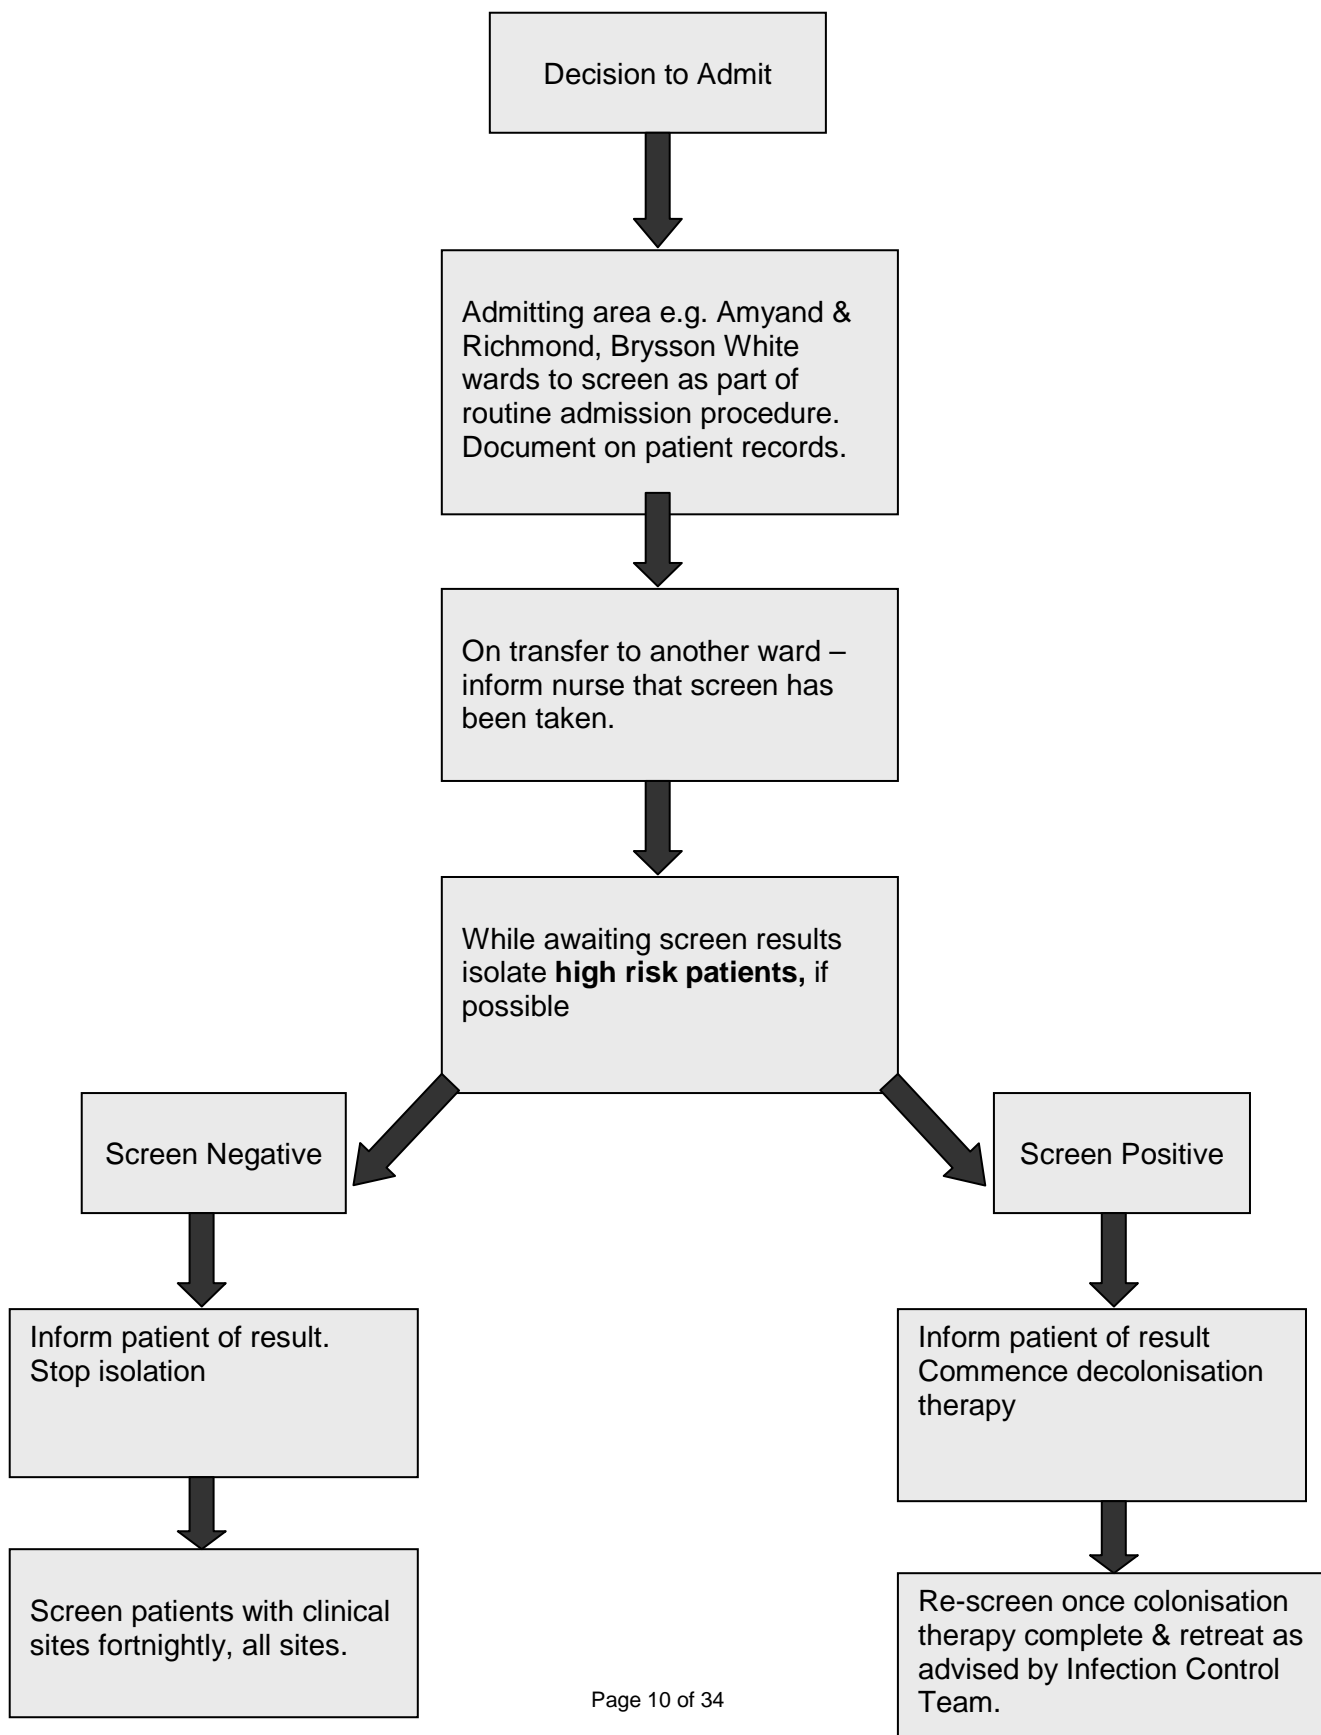 Decision to Admit
Admitting area e.g. Amyand &
Richmond, Brysson White
wards to screen as part of
routine admission procedure.
Document on patient records.
On transfer to another ward –
inform nurse that screen has
been taken.
While awaiting screen results
isolate high risk patients, if
possible
Screen Negative
Screen Positive
Inform patient of result.
Stop isolation
Inform patient of result
Commence decolonisation
therapy
Screen patients with clinical
sites fortnightly, all sites.
Re-screen once colonisation
therapy complete & retreat as
advised by Infection Control
Team.
Page 10 of 34